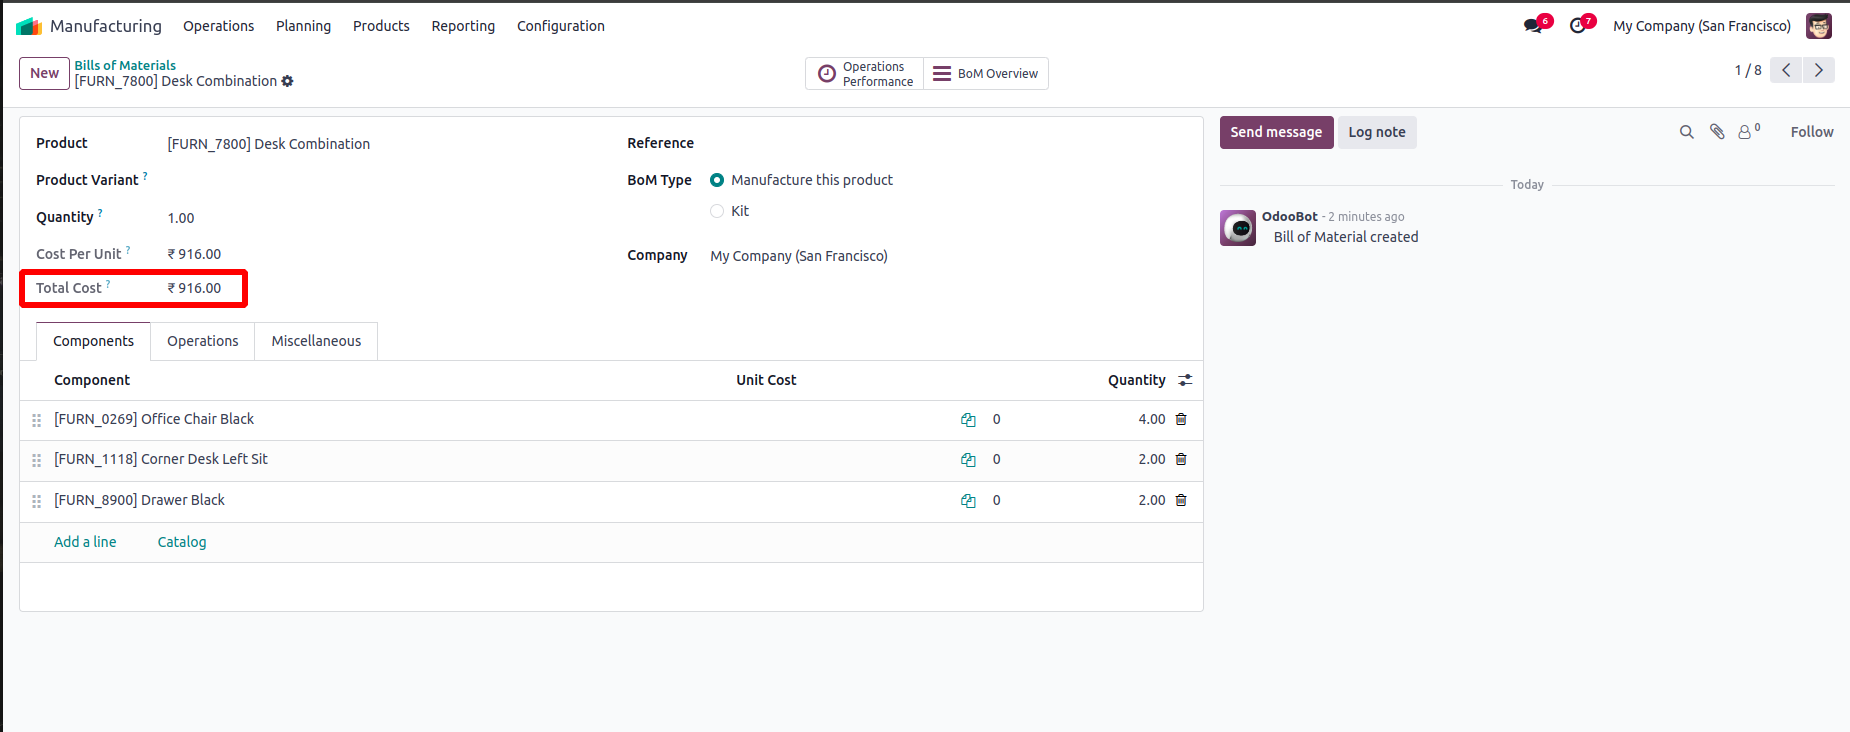 Manufacturing Operations Planning Products Reporting Configuration 6 7 My Company (San Francisco)
New Bills of Materials
[FURN_7800] Desk Combination
Operations Performance
BoM Overview
1 / 8
Product [FURN_7800] Desk Combination
Product Variant ?
Quantity ? 1.00
Cost Per Unit ? ₹ 916.00
Total Cost ? ₹ 916.00
Reference
BoM Type Manufacture this product
Kit
Company My Company (San Francisco)
Components Operations Miscellaneous
Component Unit Cost Quantity
[FURN_0269] Office Chair Black 0 4.00
[FURN_1118] Corner Desk Left Sit 0 2.00
[FURN_8900] Drawer Black 0 2.00
Add a line Catalog
Send message Log note 0 Follow
Today
OdooBot - 2 minutes ago
Bill of Material created